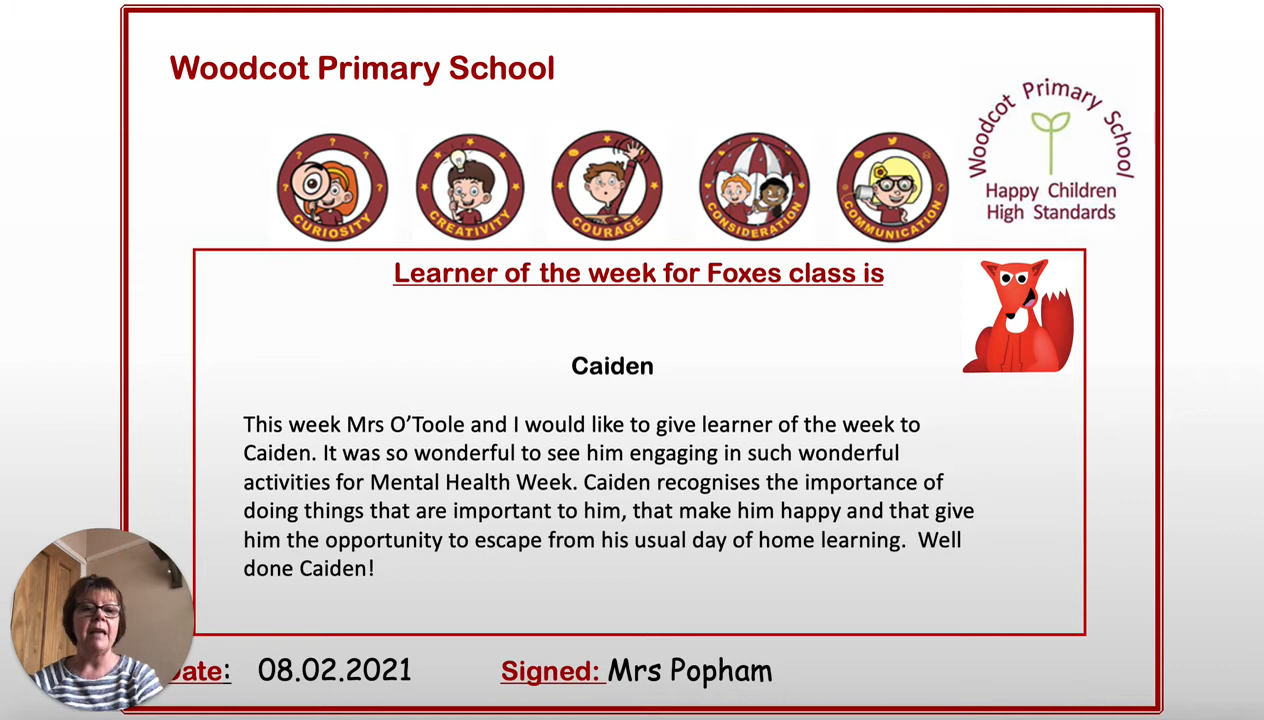 Woodcot Primary School
Woodcot Primary School
Happy Children
High Standards
CURIOSITY
CREATIVITY
COURAGE
CONSIDERATION
COMMUNICATION
Learner of the week for Foxes class is
Caiden
This week Mrs O’Toole and I would like to give learner of the week to
Caiden. It was so wonderful to see him engaging in such wonderful
activities for Mental Health Week. Caiden recognises the importance of
doing things that are important to him, that make him happy and that give
him the opportunity to escape from his usual day of home learning.  Well
done Caiden!
Date: 08.02.2021 Signed: Mrs Popham